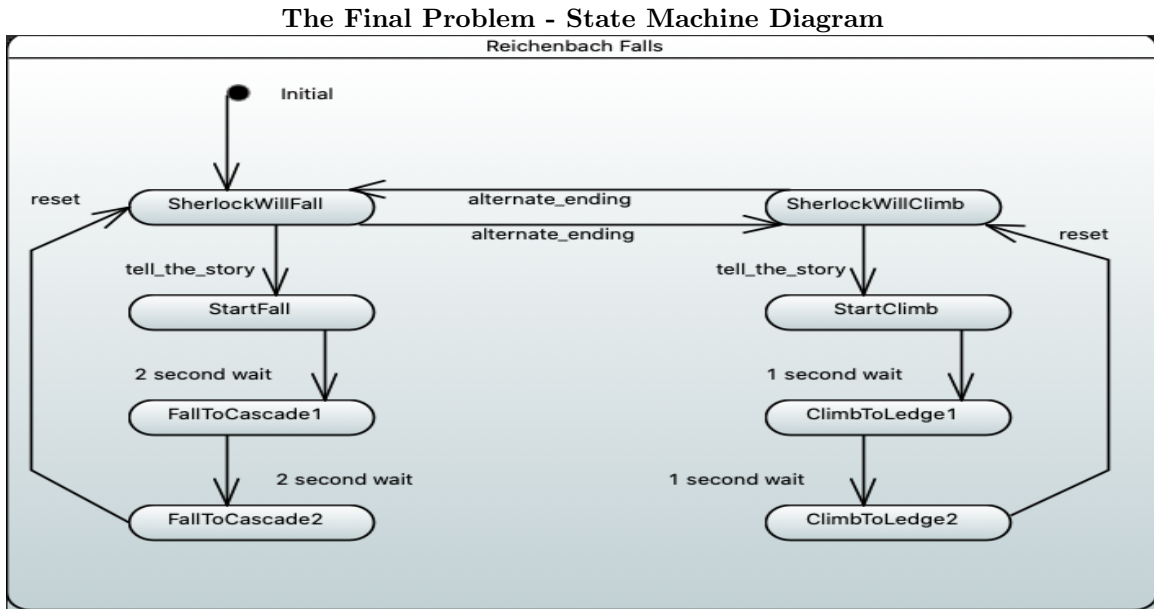 The Final Problem - State Machine Diagram
Reichenbach Falls
Initial
reset
SherlockWillFall
alternate_ending
SherlockWillClimb
alternate_ending
reset
tell_the_story
tell_the_story
StartFall
StartClimb
2 second wait
1 second wait
FallToCascade1
ClimbToLedge1
2 second wait
1 second wait
FallToCascade2
ClimbToLedge2